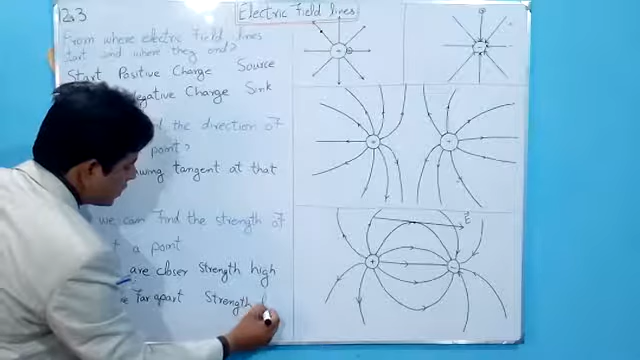 2.3
Electric Field lines
From where electric field lines
start and where they end?
Start Positive Charge Source
Negative Charge Sink
the direction of
point?
tangent at that
we can find the strength of
a point
are closer strength high
far apart Strength
E